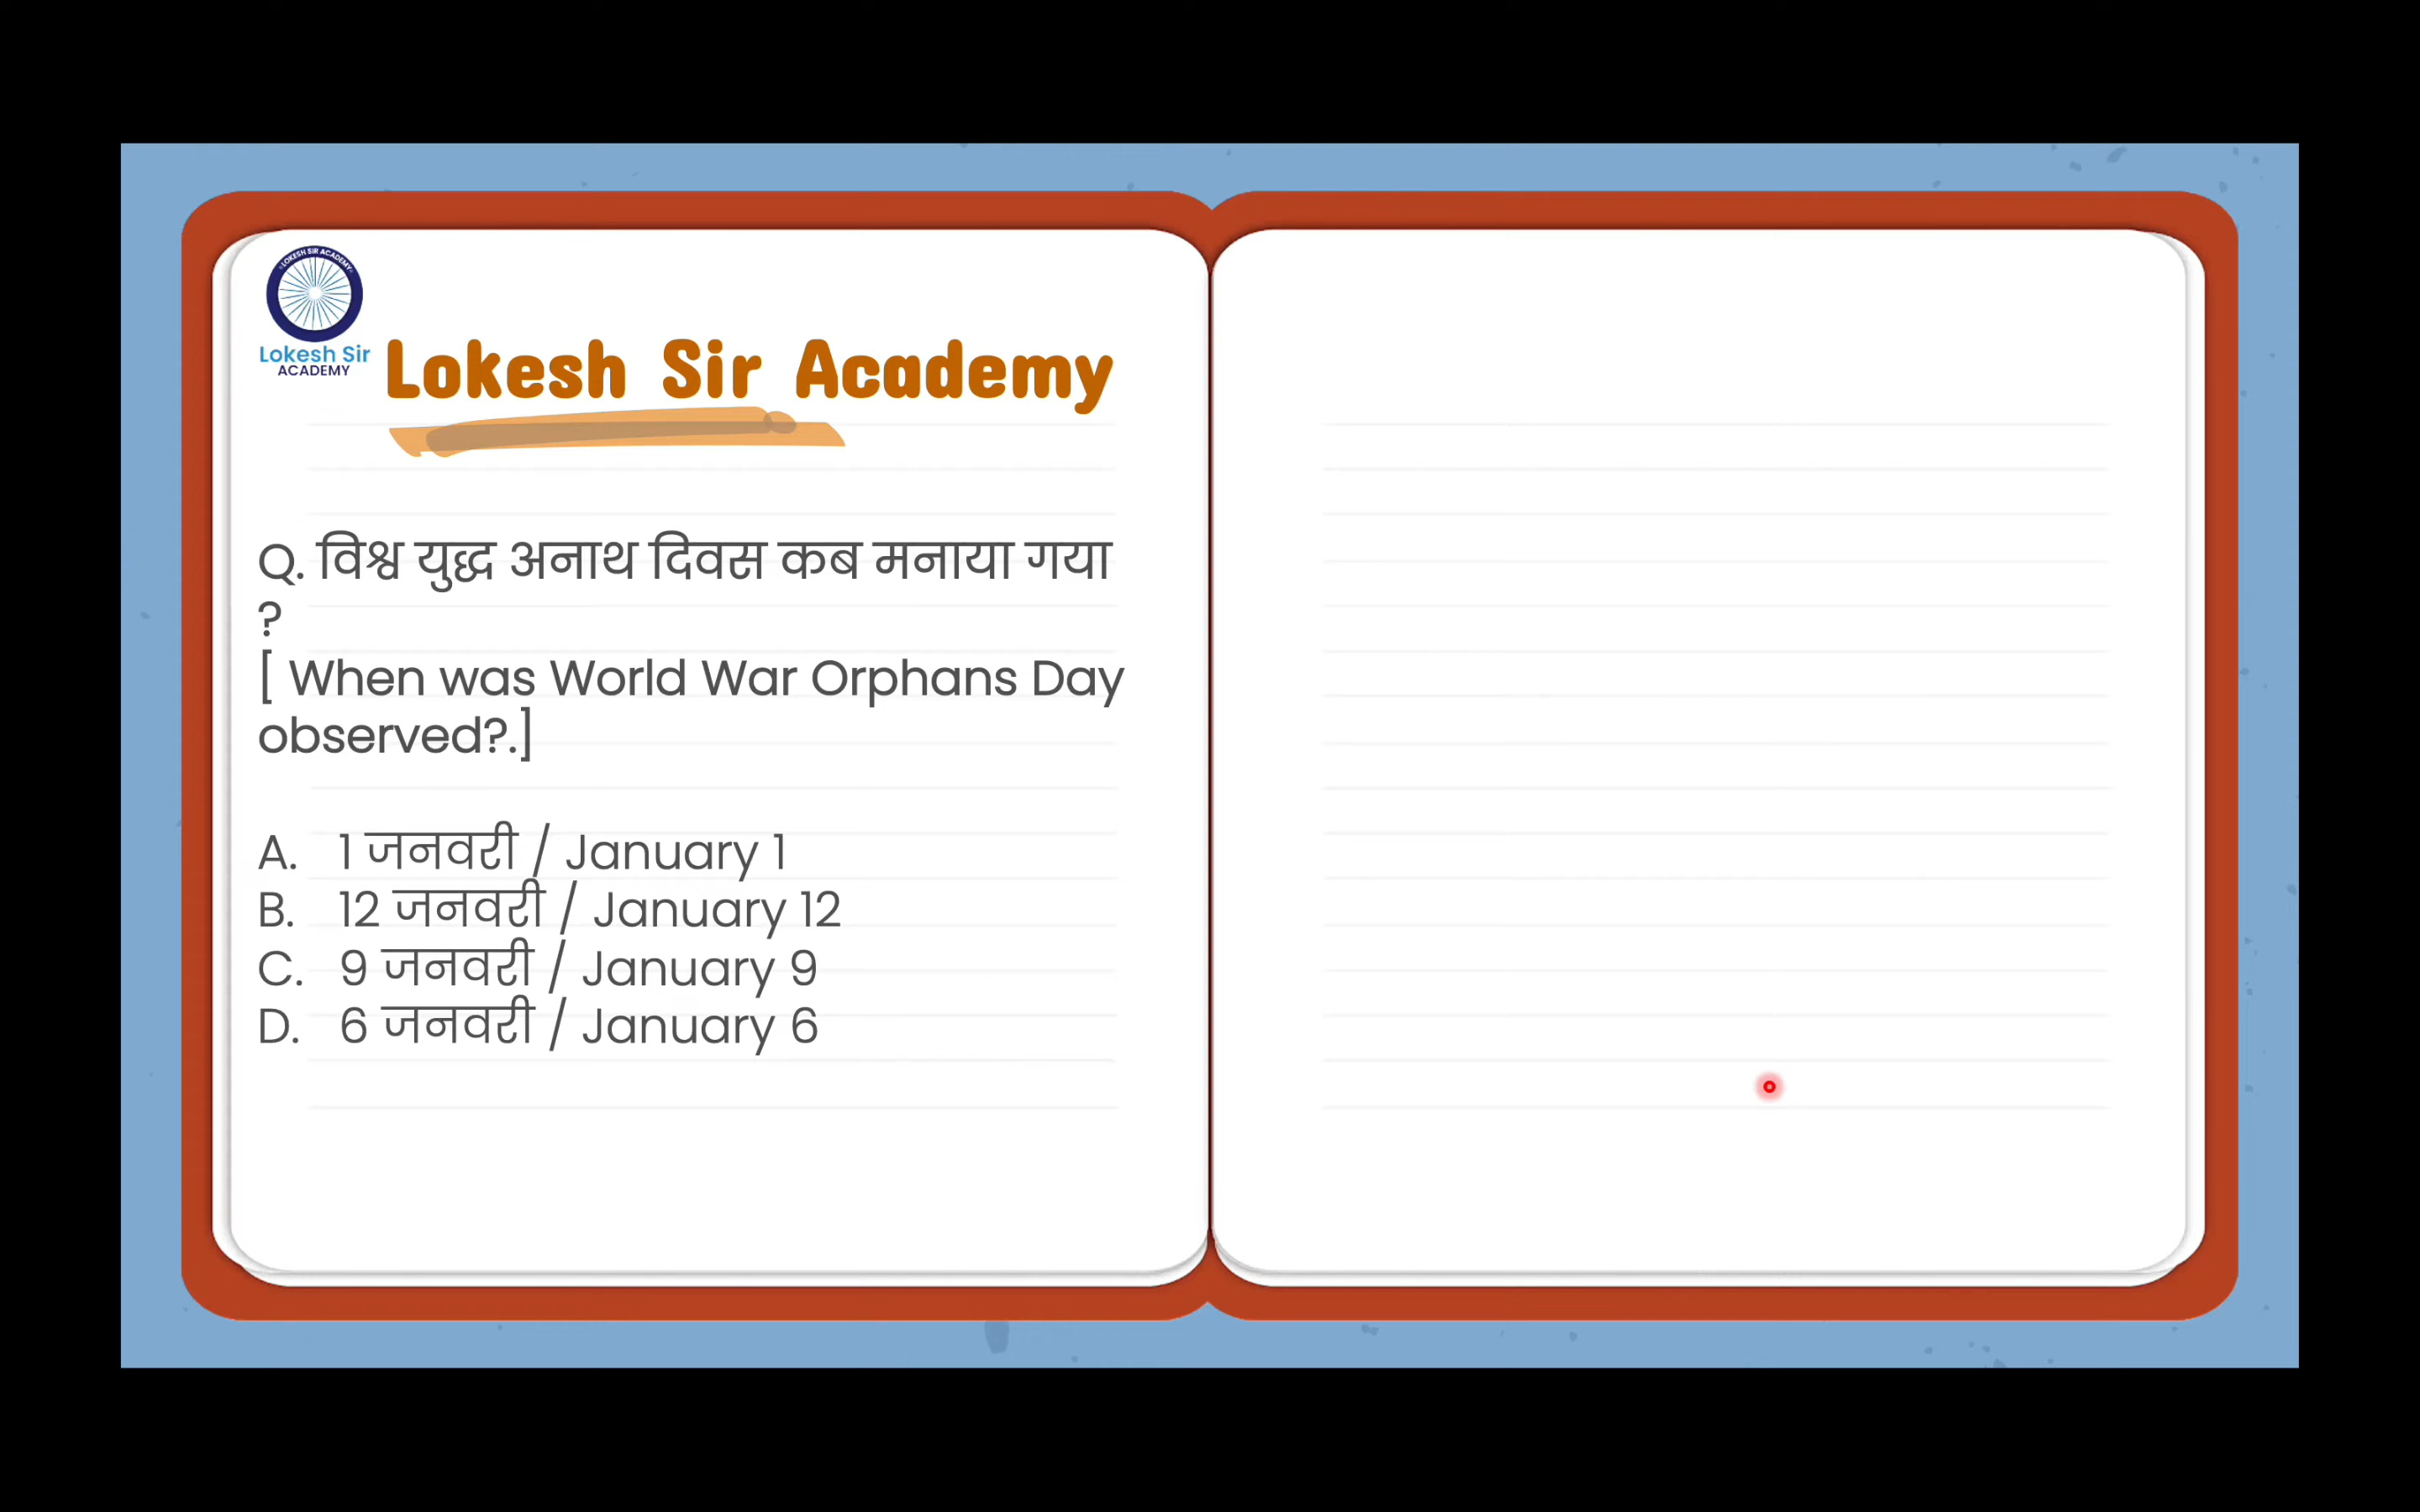 LOKESH SIR ACADEMY
Lokesh Sir
ACADEMY
Lokesh Sir Academy
Q. विश्व युद्ध अनाथ दिवस कब मनाया गया
?
[ When was World War Orphans Day
observed?.]
A. 1 जनवरी / January 1
B. 12 जनवरी / January 12
C. 9 जनवरी / January 9
D. 6 जनवरी / January 6